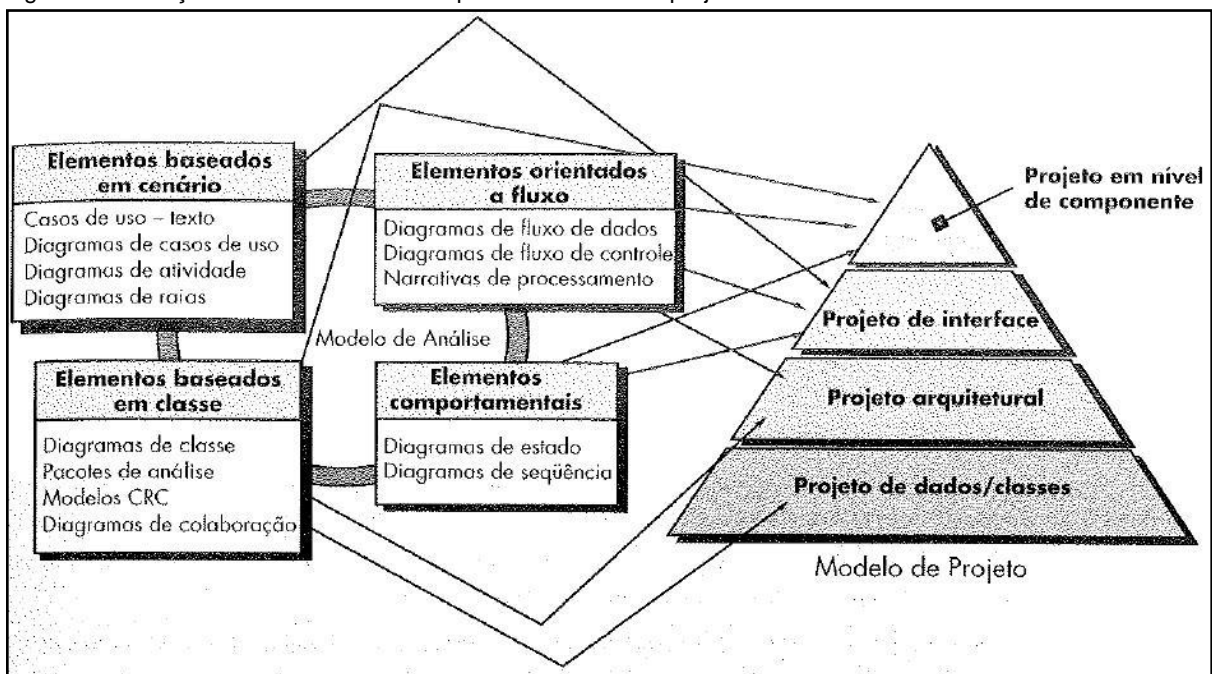 Elementos baseados
em cenário
Casos de uso – texto
Diagramas de casos de uso
Diagramas de atividade
Diagramas de raias
Elementos orientados
a fluxo
Diagramas de fluxo de dados
Diagramas de fluxo de controle
Narrativas de processamento
Modelo de Análise
Elementos baseados
em classe
Diagramas de classe
Pacotes de análise
Modelos CRC
Diagramas de colaboração
Elementos
comportamentais
Diagramas de estado
Diagramas de seqüência
Projeto em nível
de componente
Projeto de interface
Projeto arquitetural
Projeto de dados/classes
Modelo de Projeto